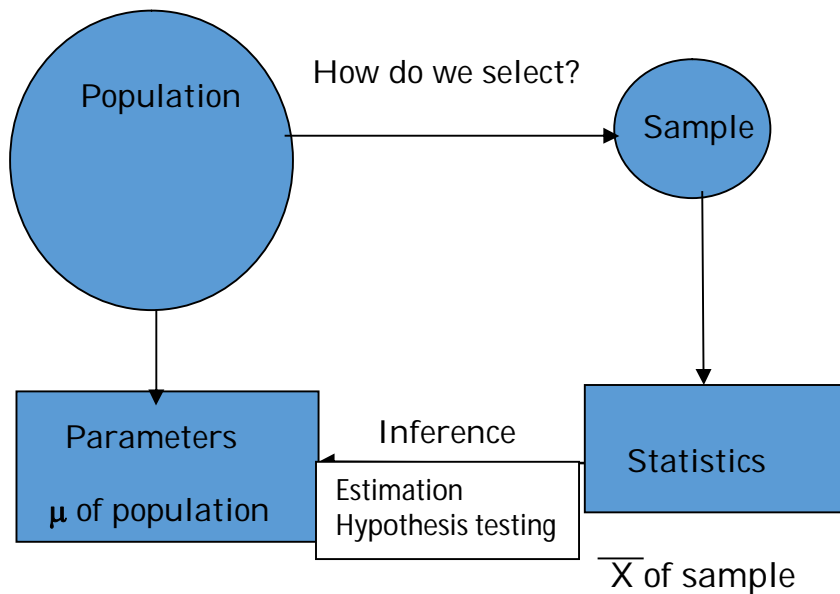 How do we select?
Population
Sample
Parameters
μ of population
Inference
Estimation
Hypothesis testing
Statistics
X̅ of sample